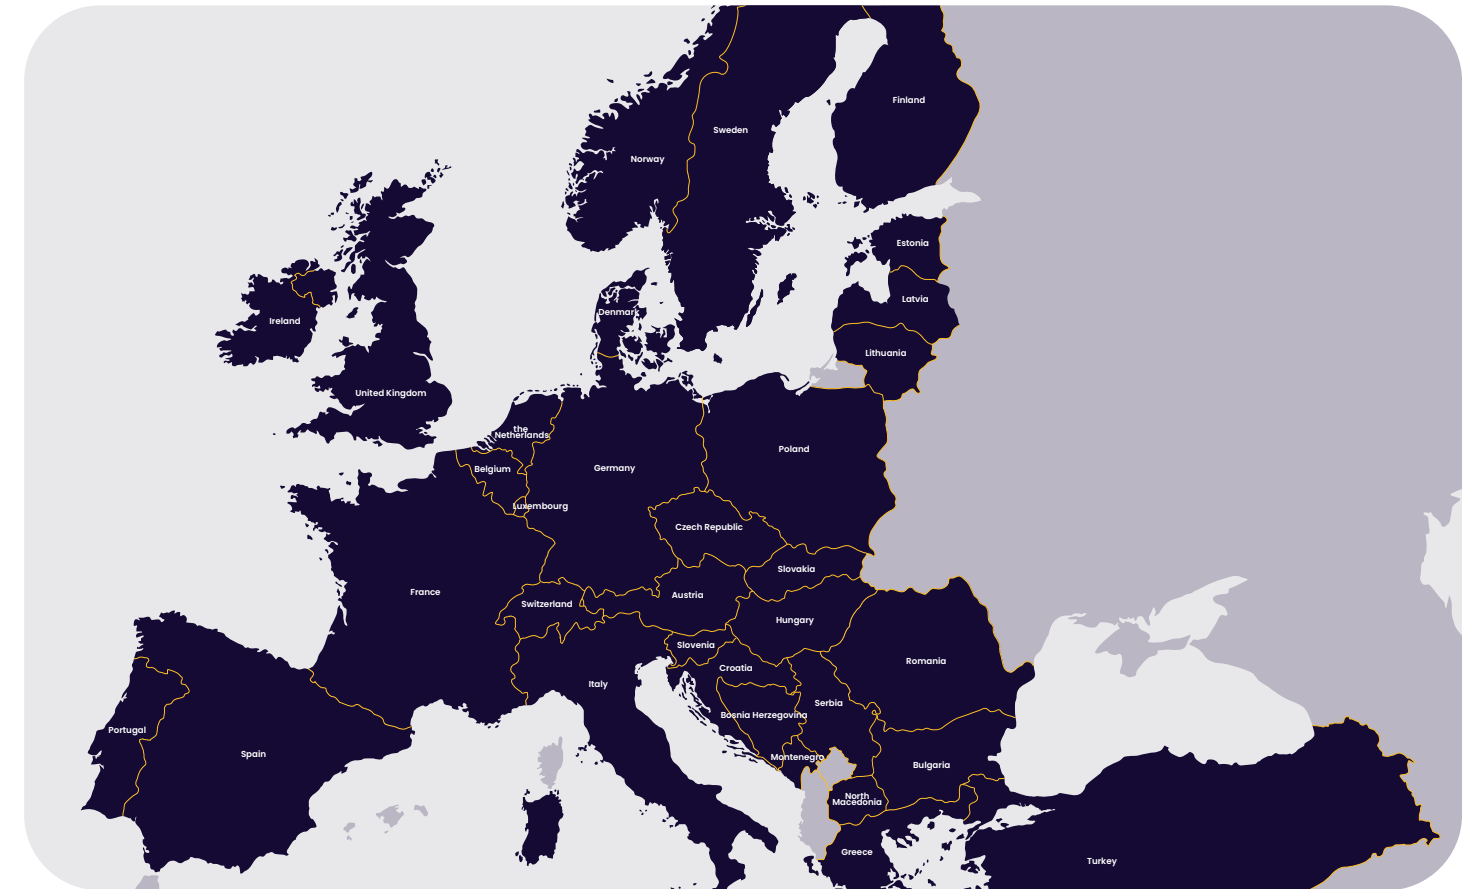 Finland
Sweden
Norway
Estonia
Latvia
Denmark
Ireland
Lithuania
United Kingdom
the
Netherlands
Poland
Belgium
Germany
Luxembourg
Czech Republic
Slovakia
France
Austria
Switzerland
Hungary
Slovenia
Romania
Croatia
Italy
Serbia
Bosnia Herzegovina
Portugal
Spain
Montenegro
Bulgaria
North
Macedonia
Greece
Turkey